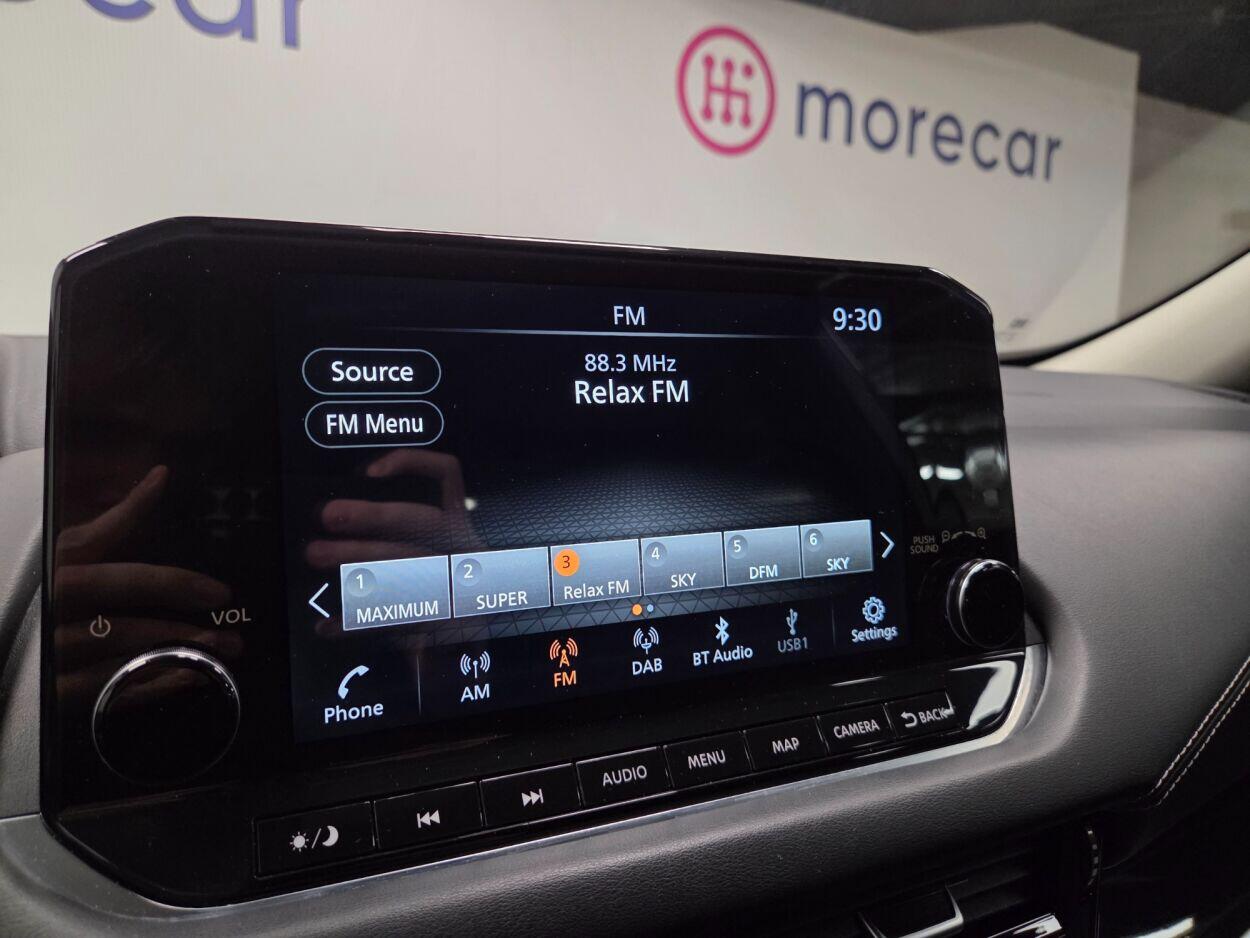 morecar
FM
9:30
Source
88.3 MHz
Relax FM
FM Menu
1
MAXIMUM
2
SUPER
3
Relax FM
4
SKY
5
DFM
6
SKY
PUSH
SOUND
VOL
Phone
AM
FM
DAB
BT Audio
USB1
Settings
AUDIO
MENU
MAP
CAMERA
BACK